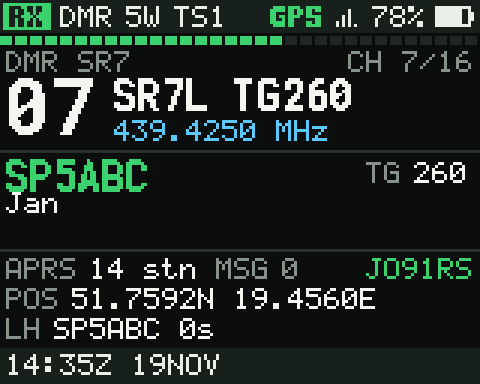 RX DMR 5W TS1 GPS 78%
DMR SR7 CH 7/16
07 SR7L TG260
439.4250 MHz
SP5ABC TG 260
Jan
APRS 14 stn MSG 0 JO91RS
POS 51.7592N 19.4560E
LH SP5ABC 0s
14:35Z 19NOV